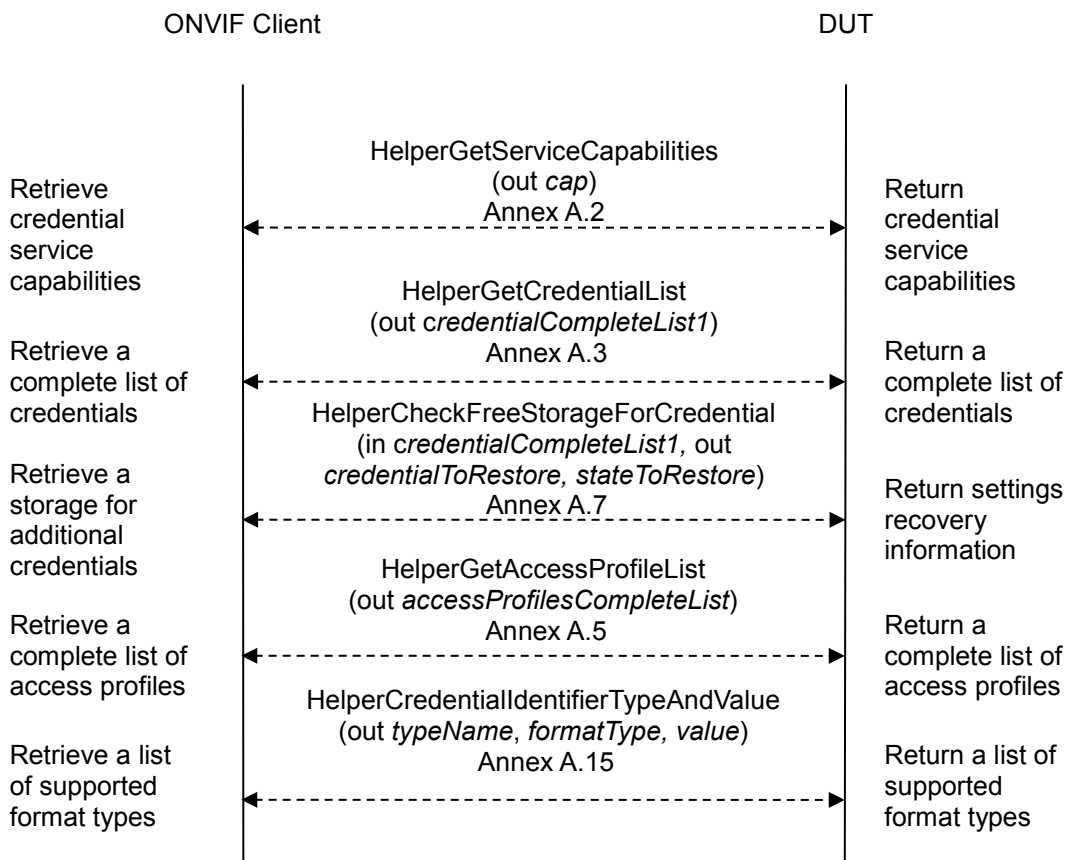 ONVIF Client
DUT
HelperGetServiceCapabilities
(out cap)
Annex A.2
Retrieve
credential
service
capabilities
Return
credential
service
capabilities
HelperGetCredentialList
(out credentialCompleteList1)
Annex A.3
Retrieve a
complete list of
credentials
Return a
complete list of
credentials
HelperCheckFreeStorageForCredential
(in credentialCompleteList1, out
credentialToRestore, stateToRestore)
Annex A.7
Retrieve a
storage for
additional
credentials
Return settings
recovery
information
HelperGetAccessProfileList
(out accessProfilesCompleteList)
Annex A.5
Retrieve a
complete list of
access profiles
Return a
complete list of
access profiles
HelperCredentialIdentifierTypeAndValue
(out typeName, formatType, value)
Annex A.15
Retrieve a list
of supported
format types
Return a list of
supported
format types